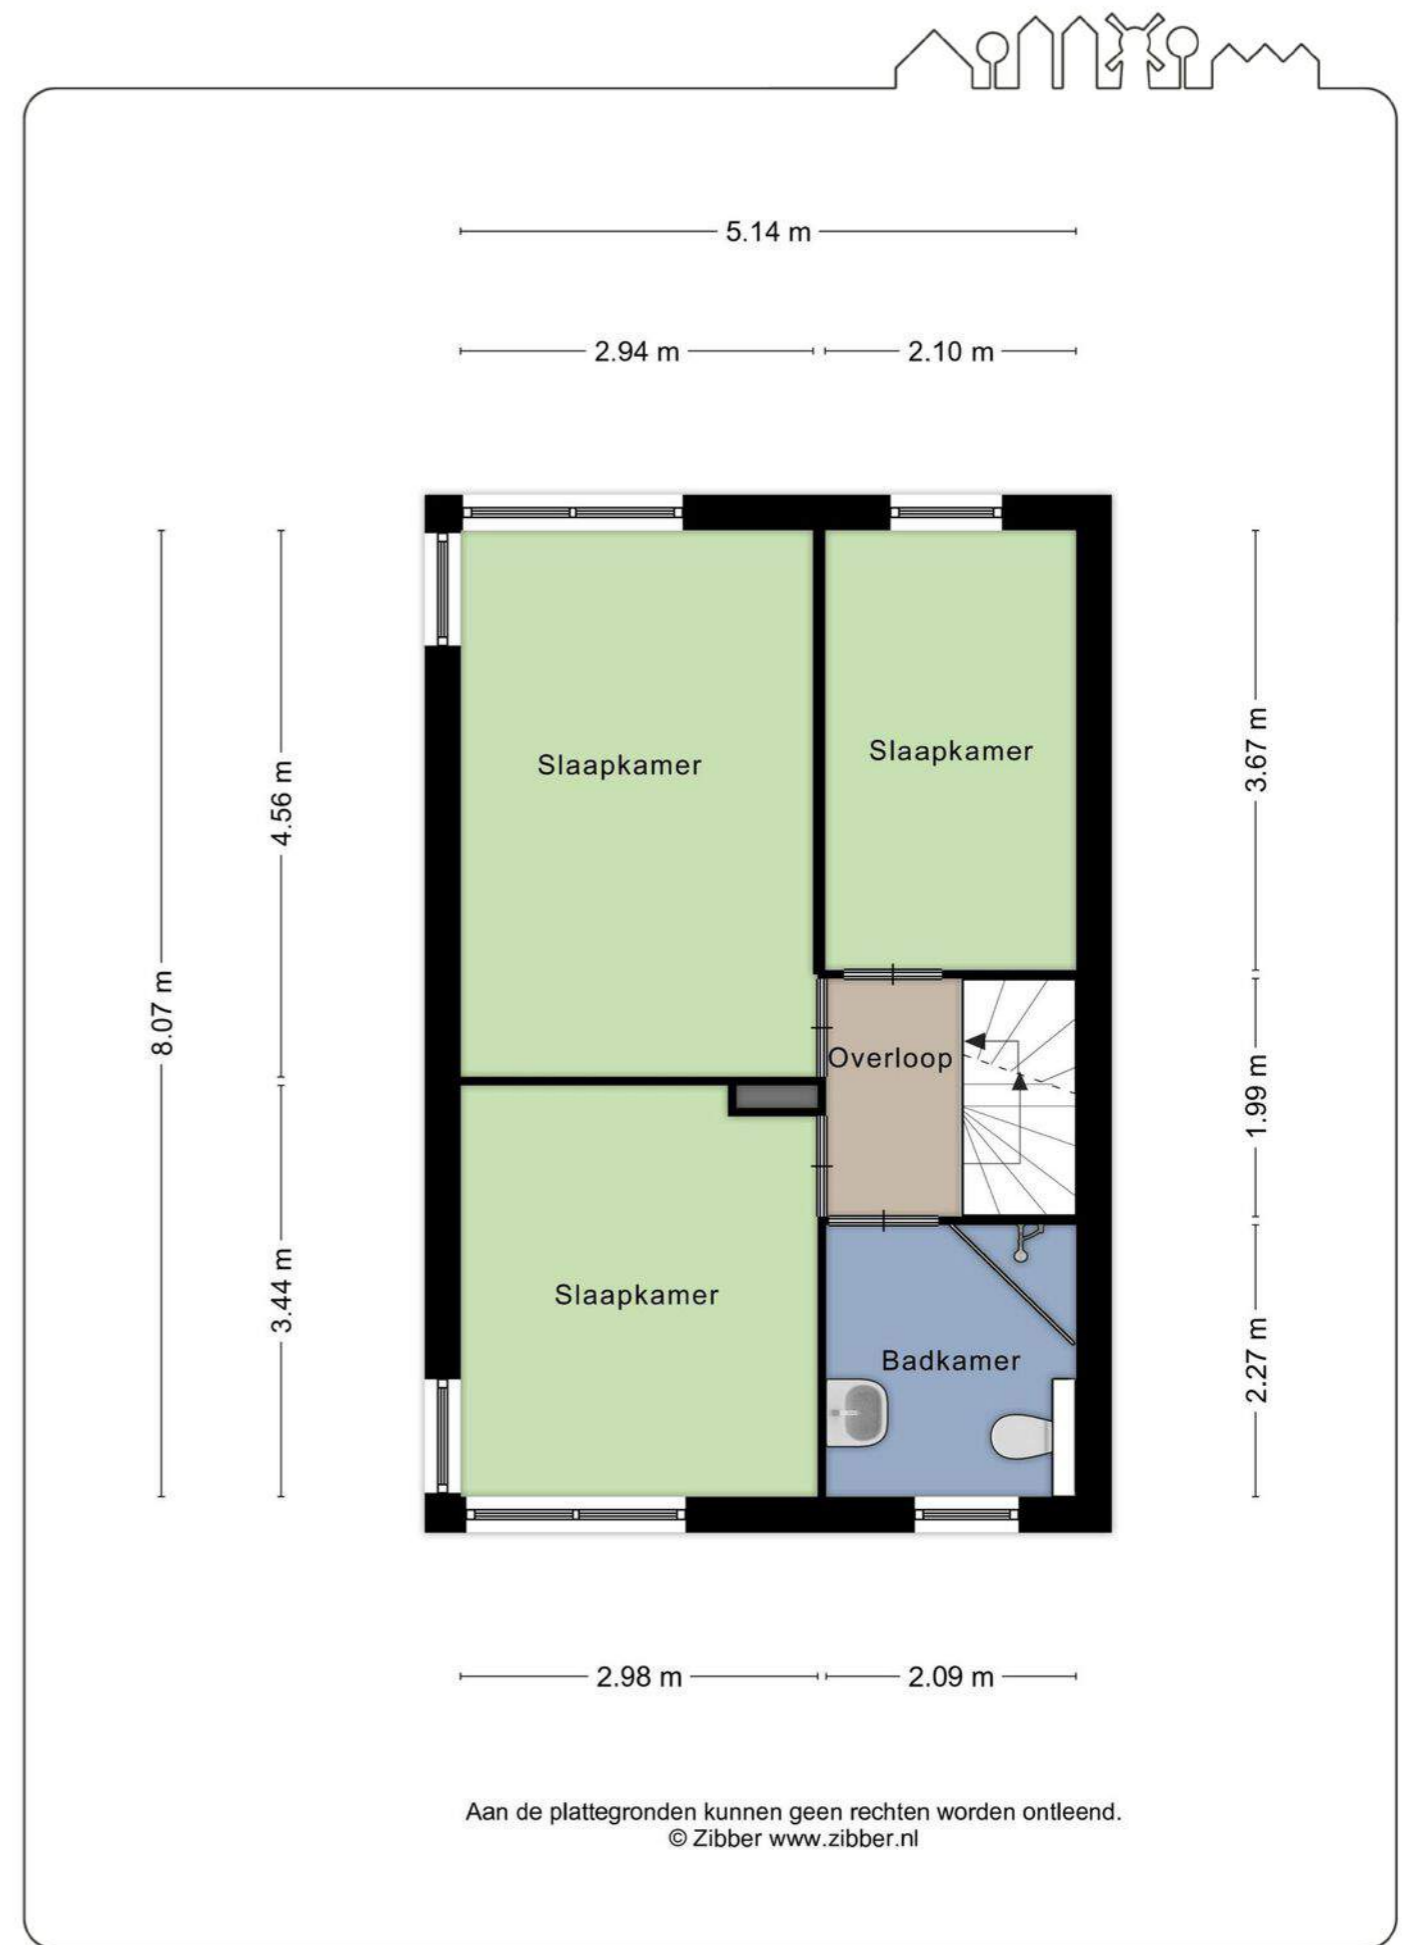 5.14 m
2.94 m
2.10 m
Slaapkamer
Slaapkamer
3.67 m
4.56 m
8.07 m
Overloop
1.99 m
Slaapkamer
3.44 m
Badkamer
2.27 m
2.98 m
2.09 m
Aan de plattegronden kunnen geen rechten worden ontleend.
© Zibber www.zibber.nl